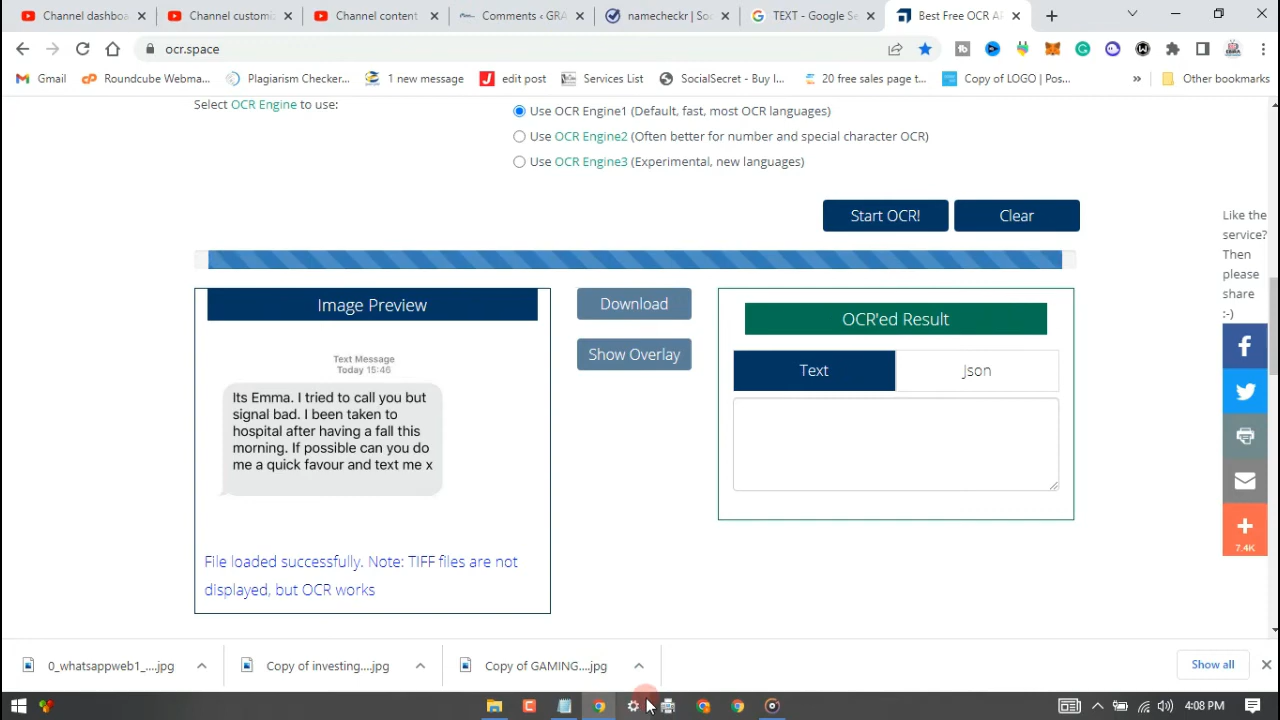 Channel dashboa
Channel customiz
Channel content
Comments ‹ GRA
namecheckr | Soc
TEXT - Google Se
Best Free OCR AP
ocr.space
Gmail
Roundcube Webma...
Plagiarism Checker...
1 new message
edit post
Services List
SocialSecret - Buy I...
20 free sales page t...
Copy of LOGO | Pos...
»
Other bookmarks
Select OCR Engine to use:
Use OCR Engine1 (Default, fast, most OCR languages)
Use OCR Engine2 (Often better for number and special character OCR)
Use OCR Engine3 (Experimental, new languages)
Start OCR!
Clear
Like the
service?
Then
please
share
:-)
7.4K
Image Preview
Text Message
Today 15:46
Its Emma. I tried to call you but
signal bad. I been taken to
hospital after having a fall this
morning. If possible can you do
me a quick favour and text me x
File loaded successfully. Note: TIFF files are not
displayed, but OCR works
Download
Show Overlay
OCR'ed Result
Text
Json
0_whatsappweb1_....jpg
Copy of investing....jpg
Copy of GAMING....jpg
Show all
4:08 PM